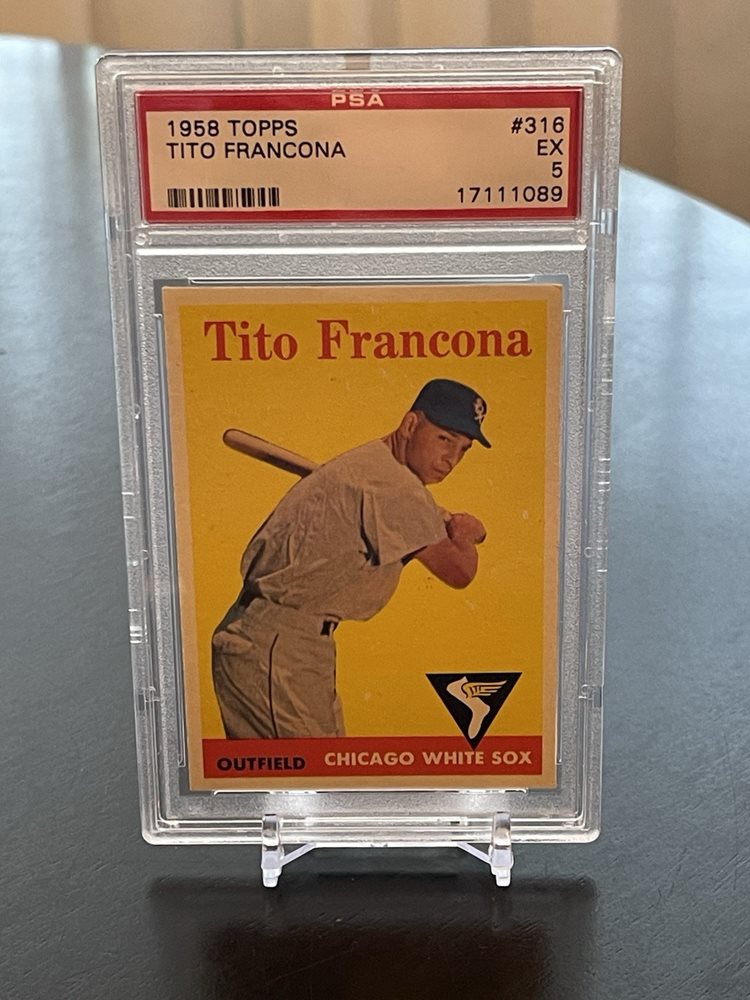 PSA
1958 TOPPS #316
TITO FRANCONA EX
5
17111089
Tito Francona
OUTFIELD CHICAGO WHITE SOX